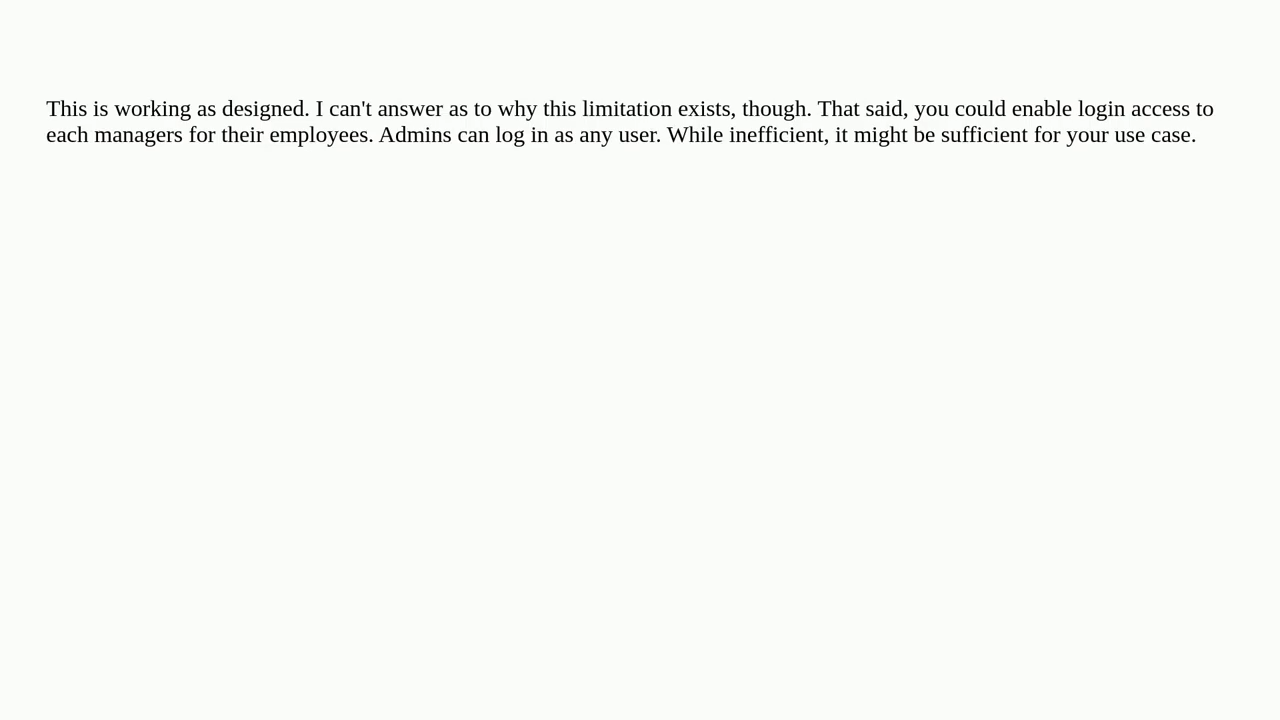 This is working as designed. I can't answer as to why this limitation exists, though. That said, you could enable login access to
each managers for their employees. Admins can log in as any user. While inefficient, it might be sufficient for your use case.